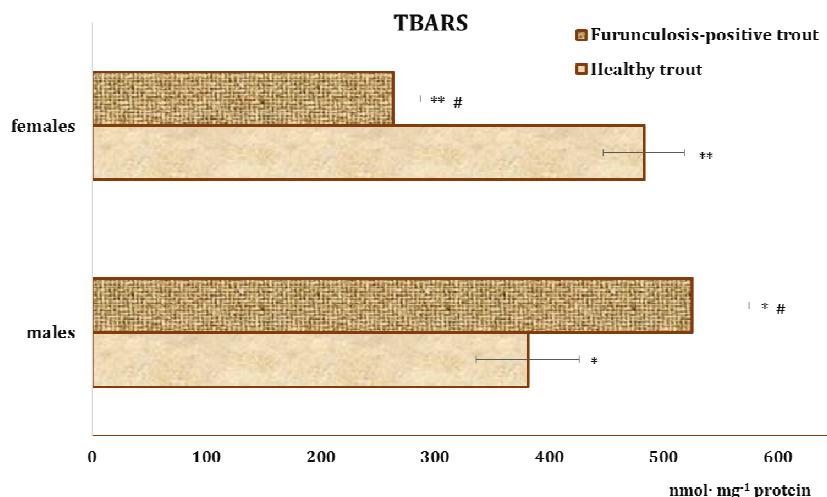 TBARS
Furunculosis-positive trout
Healthy trout
females
** #
**
males
* #
*
0 100 200 300 400 500 600
nmol· mg-1 protein